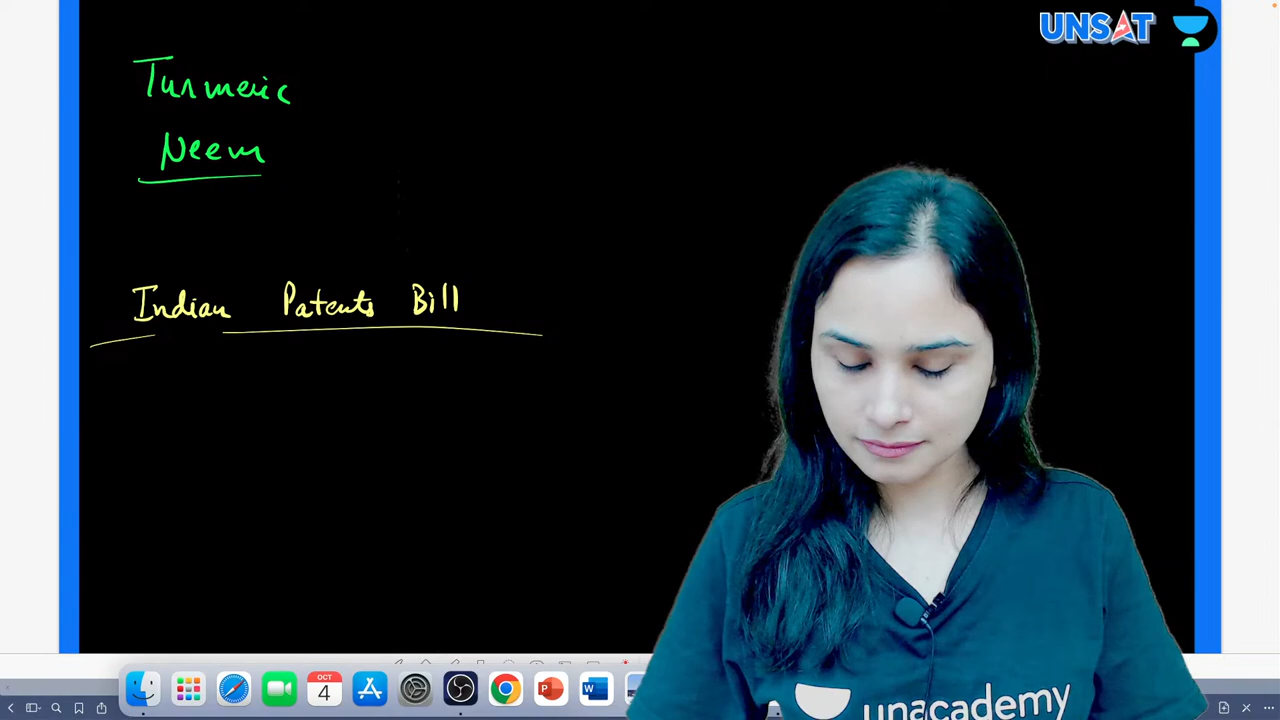 UNSAT
Turmeric
Neem
Indian Patents Bill
OCT
4
unacademy